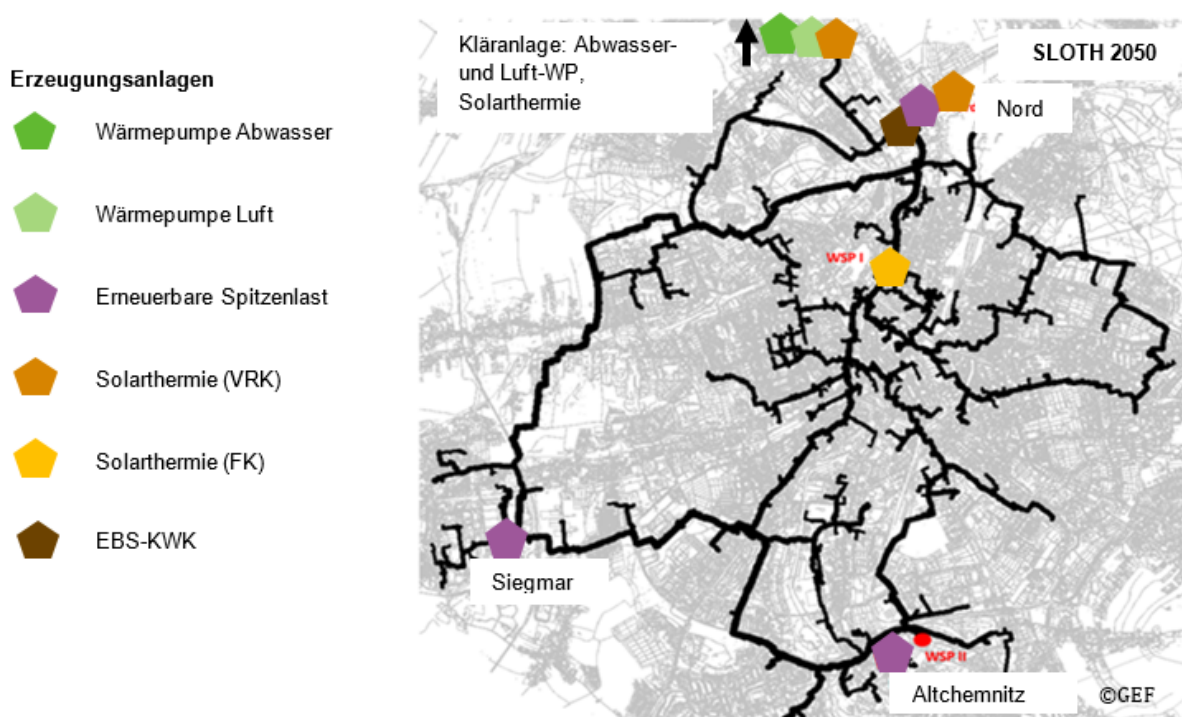 Erzeugungsanlagen
Wärmepumpe Abwasser
Wärmepumpe Luft
Erneuerbare Spitzenlast
Solarthermie (VRK)
Solarthermie (FK)
EBS-KWK
Kläranlage: Abwasser-
und Luft-WP,
Solarthermie
SLOTH 2050
Nord
WSP I
Siegmar
WSP II
Altchemnitz
©GEF